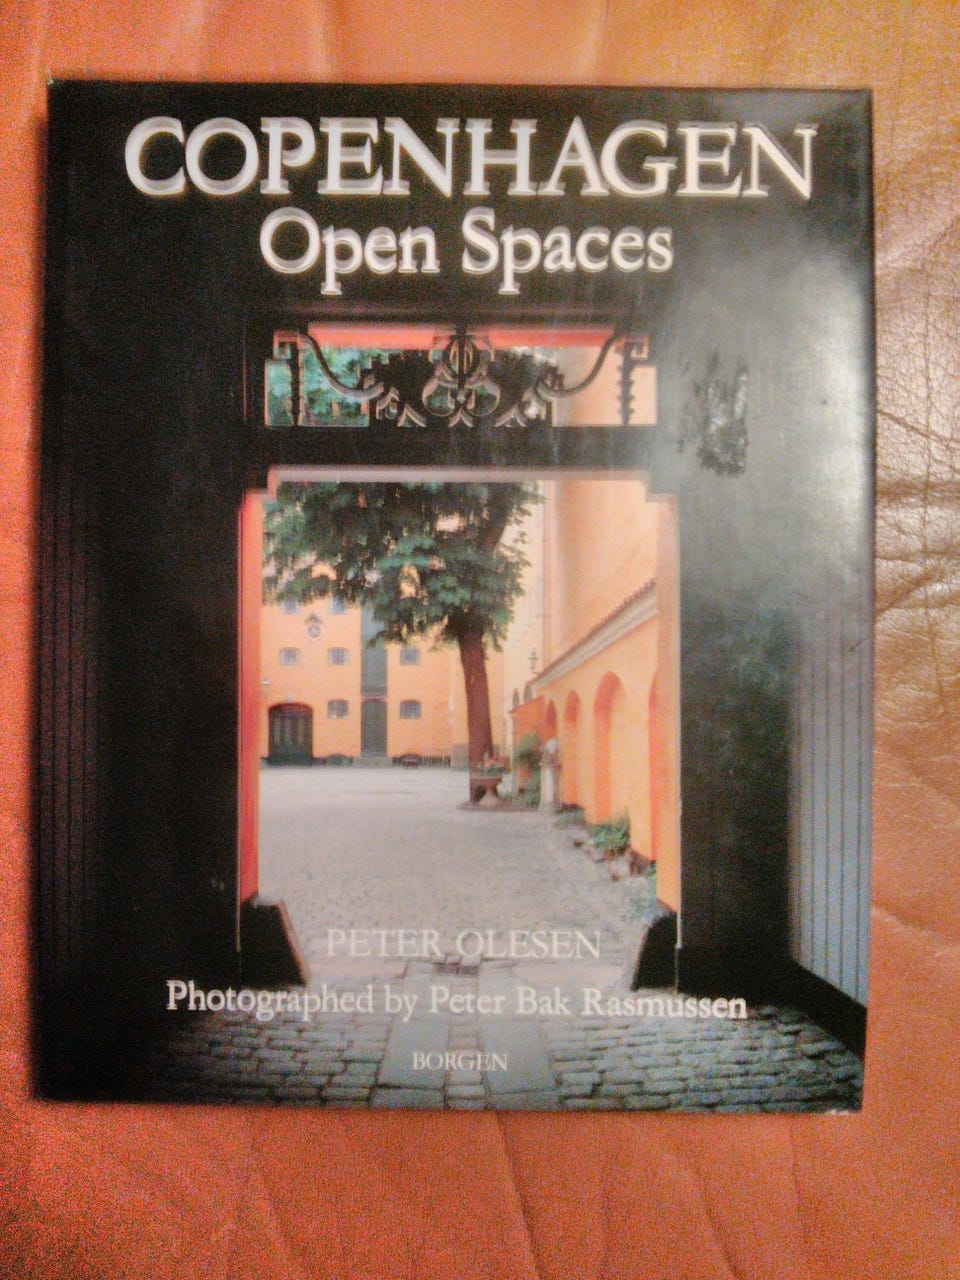 COPENHAGEN
Open Spaces
PETER OLESEN
Photographed by Peter Bak Rasmussen
BORGEN